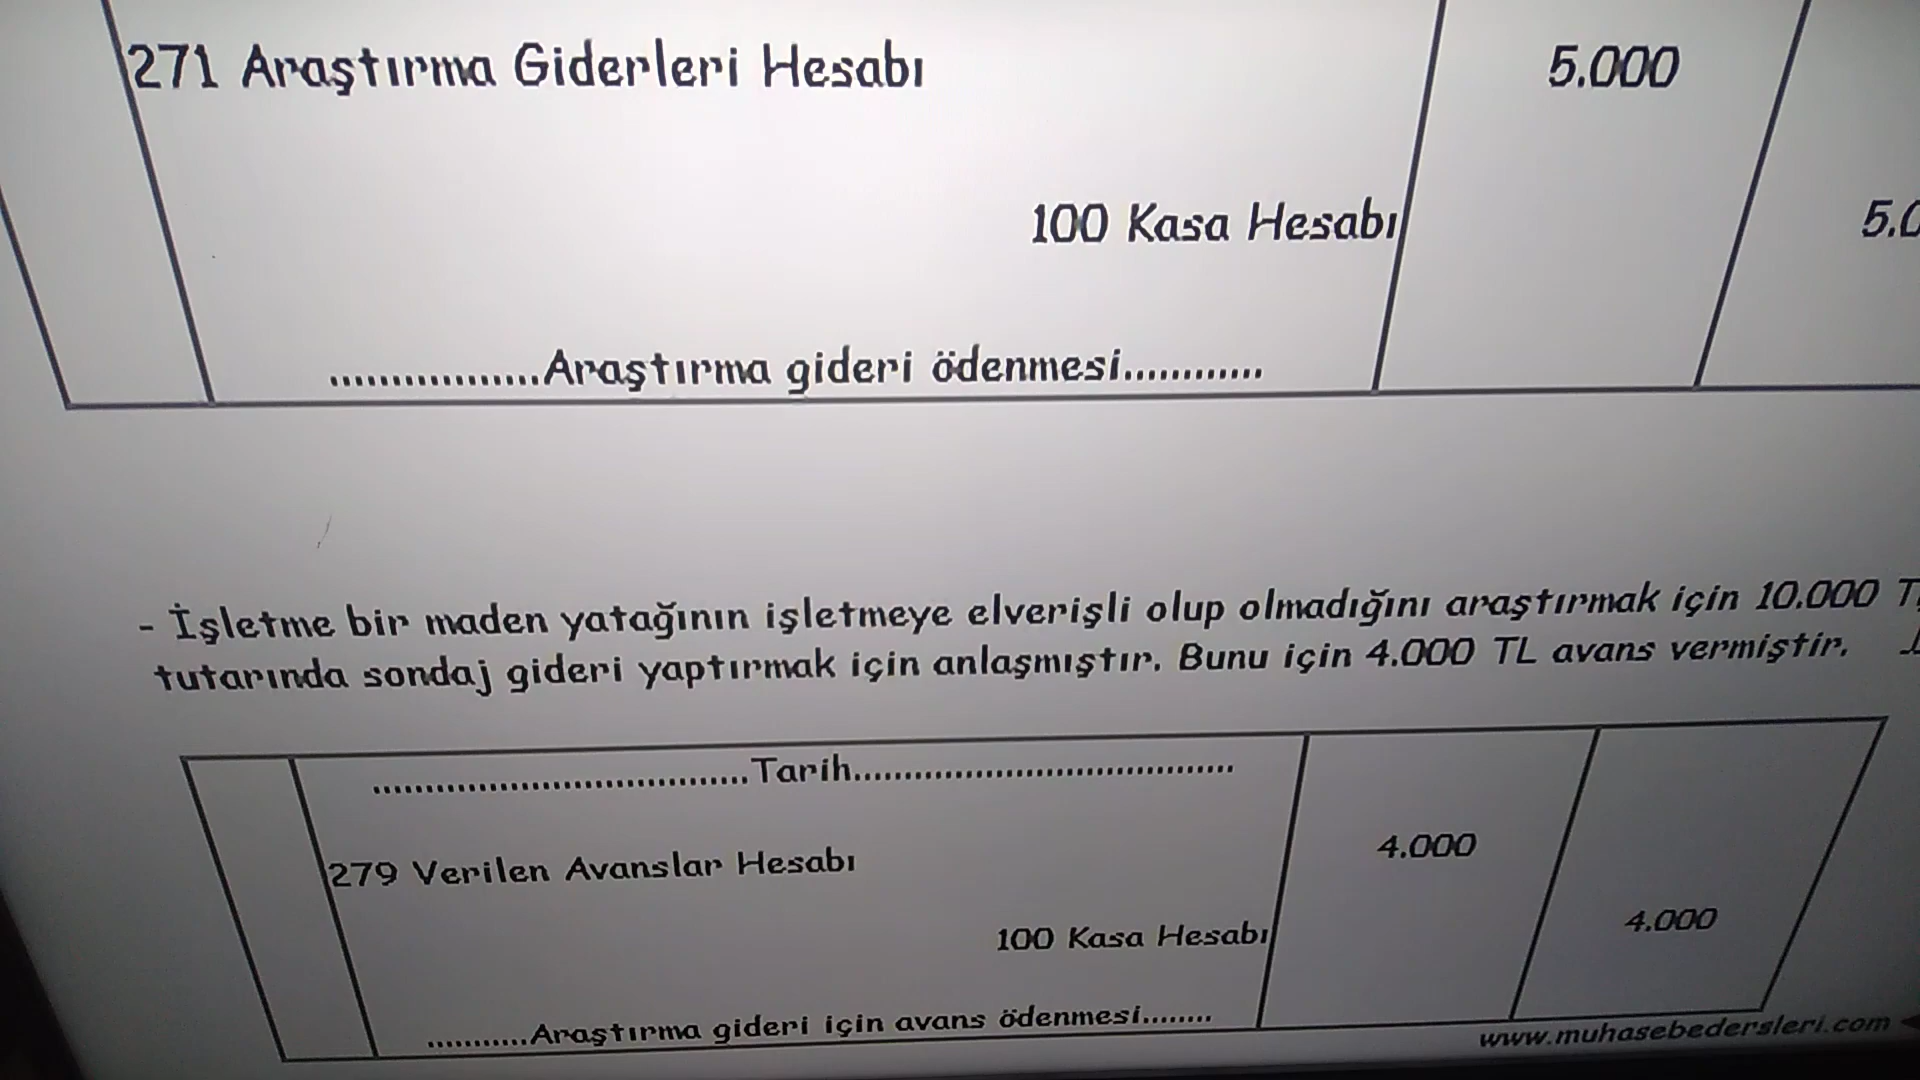 271 Araştırma Giderleri Hesabı 5.000
100 Kasa Hesabı
................Araştırma gideri ödenmesi............
- İşletme bir maden yatağının işletmeye elverişli olup olmadığını araştırmak için 10.000
tutarında sondaj gideri yaptırmak için anlaşmıştır. Bunu için 4.000 TL avans vermiştir.
....................................Tarih....................................
279 Verilen Avanslar Hesabı 4.000
100 Kasa Hesabı 4.000
...........Araştırma gideri için avans ödenmesi........
www.muhasebedersleri.com